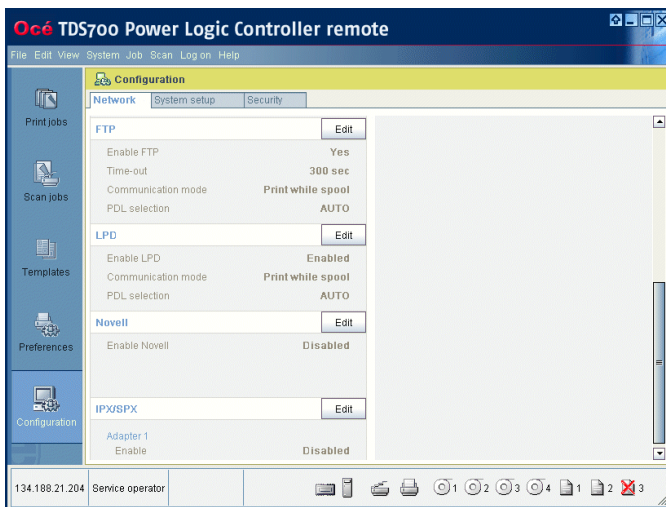 Océ TDS700 Power Logic Controller remote
File Edit View System Job Scan Log on Help
Configuration
Network System setup Security
Print jobs
Scan jobs
Templates
Preferences
Configuration
FTP Edit
Enable FTP Yes
Time-out 300 sec
Communication mode Print while spool
PDL selection AUTO
LPD Edit
Enable LPD Enabled
Communication mode Print while spool
PDL selection AUTO
Novell Edit
Enable Novell Disabled
IPX/SPX Edit
Adapter 1
Enable Disabled
134.188.21.204 Service operator 1 2 3 4 1 2 3